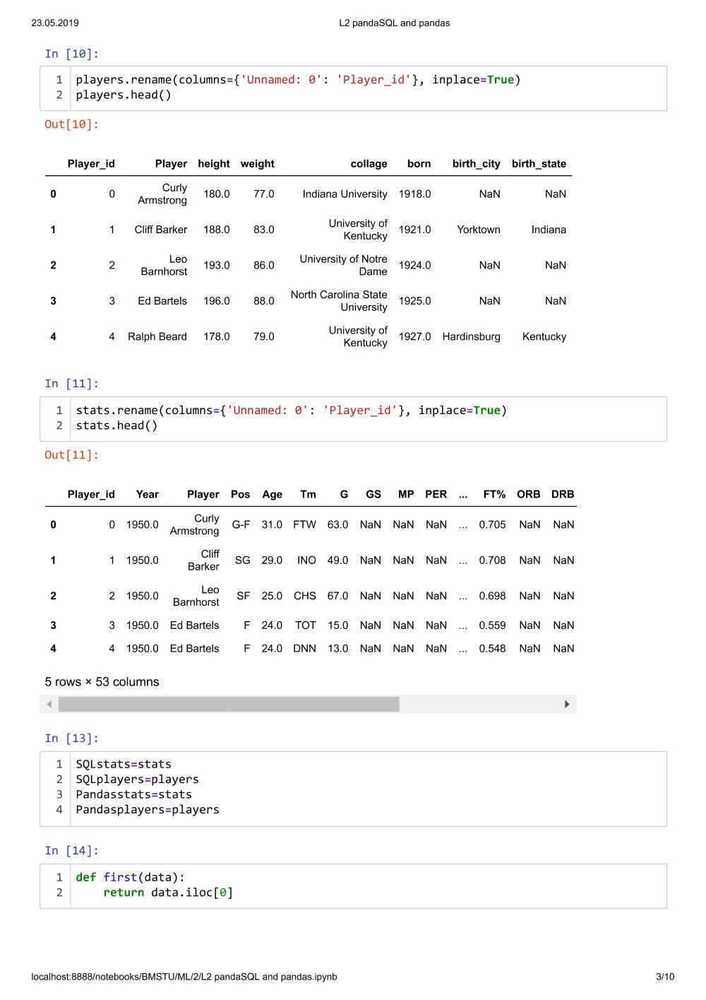 23.05.2019 L2 pandaSQL and pandas
In [10]:
1 players.rename(columns={'Unnamed: 0': 'Player_id'}, inplace=True)
2 players.head()
Out[10]:
Player_id Player height weight collage born birth_city birth_state
0 0 Curly Armstrong 180.0 77.0 Indiana University 1918.0 NaN NaN
1 1 Cliff Barker 188.0 83.0 University of Kentucky 1921.0 Yorktown Indiana
2 2 Leo Barnhorst 193.0 86.0 University of Notre Dame 1924.0 NaN NaN
3 3 Ed Bartels 196.0 88.0 North Carolina State University 1925.0 NaN NaN
4 4 Ralph Beard 178.0 79.0 University of Kentucky 1927.0 Hardinsburg Kentucky
In [11]:
1 stats.rename(columns={'Unnamed: 0': 'Player_id'}, inplace=True)
2 stats.head()
Out[11]:
Player_id Year Player Pos Age Tm G GS MP PER ... FT% ORB DRB
0 0 1950.0 Curly Armstrong G-F 31.0 FTW 63.0 NaN NaN NaN ... 0.705 NaN NaN
1 1 1950.0 Cliff Barker SG 29.0 INO 49.0 NaN NaN NaN ... 0.708 NaN NaN
2 2 1950.0 Leo Barnhorst SF 25.0 CHS 67.0 NaN NaN NaN ... 0.698 NaN NaN
3 3 1950.0 Ed Bartels F 24.0 TOT 15.0 NaN NaN NaN ... 0.559 NaN NaN
4 4 1950.0 Ed Bartels F 24.0 DNN 13.0 NaN NaN NaN ... 0.548 NaN NaN
5 rows × 53 columns
In [13]:
1 SQLstats=stats
2 SQLplayers=players
3 Pandasstats=stats
4 Pandasplayers=players
In [14]:
1 def first(data):
2 return data.iloc[0]
localhost:8888/notebooks/BMSTU/ML/2/L2 pandaSQL and pandas.ipynb 3/10